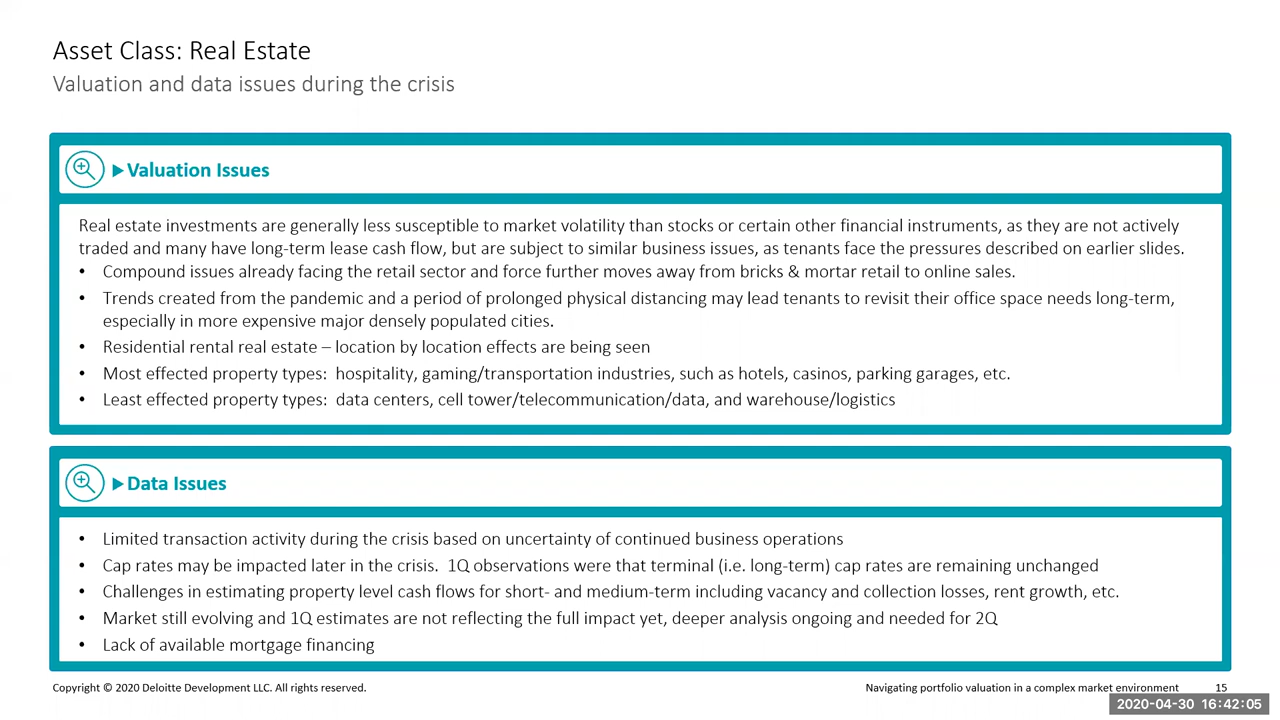 Asset Class: Real Estate
Valuation and data issues during the crisis
Valuation Issues
Real estate investments are generally less susceptible to market volatility than stocks or certain other financial instruments, as they are not actively
traded and many have long-term lease cash flow, but are subject to similar business issues, as tenants face the pressures described on earlier slides.
• Compound issues already facing the retail sector and force further moves away from bricks & mortar retail to online sales.
• Trends created from the pandemic and a period of prolonged physical distancing may lead tenants to revisit their office space needs long-term,
especially in more expensive major densely populated cities.
• Residential rental real estate – location by location effects are being seen
• Most effected property types: hospitality, gaming/transportation industries, such as hotels, casinos, parking garages, etc.
• Least effected property types: data centers, cell tower/telecommunication/data, and warehouse/logistics
Data Issues
• Limited transaction activity during the crisis based on uncertainty of continued business operations
• Cap rates may be impacted later in the crisis. 1Q observations were that terminal (i.e. long-term) cap rates are remaining unchanged
• Challenges in estimating property level cash flows for short- and medium-term including vacancy and collection losses, rent growth, etc.
• Market still evolving and 1Q estimates are not reflecting the full impact yet, deeper analysis ongoing and needed for 2Q
• Lack of available mortgage financing
Copyright © 2020 Deloitte Development LLC. All rights reserved.
Navigating portfolio valuation in a complex market environment 15
2020-04-30 16:42:05